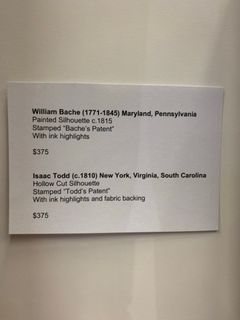 William Bache (1771-1845) Maryland, Pennsylvania
Painted Silhouette c.1815
Stamped "Bache's Patent"
With ink highlights
$375
Isaac Todd (c.1810) New York, Virginia, South Carolina
Hollow Cut Silhouette
Stamped "Todd's Patent"
With ink highlights and fabric backing
$375